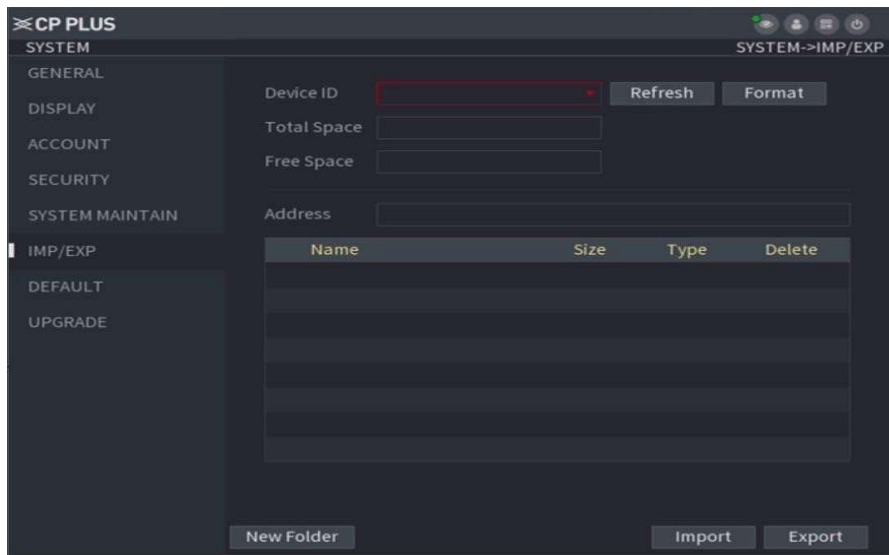 CP PLUS
SYSTEM SYSTEM->IMP/EXP
GENERAL
DISPLAY
ACCOUNT
SECURITY
SYSTEM MAINTAIN
IMP/EXP
DEFAULT
UPGRADE
Device ID Refresh Format
Total Space
Free Space
Address
Name Size Type Delete
New Folder Import Export